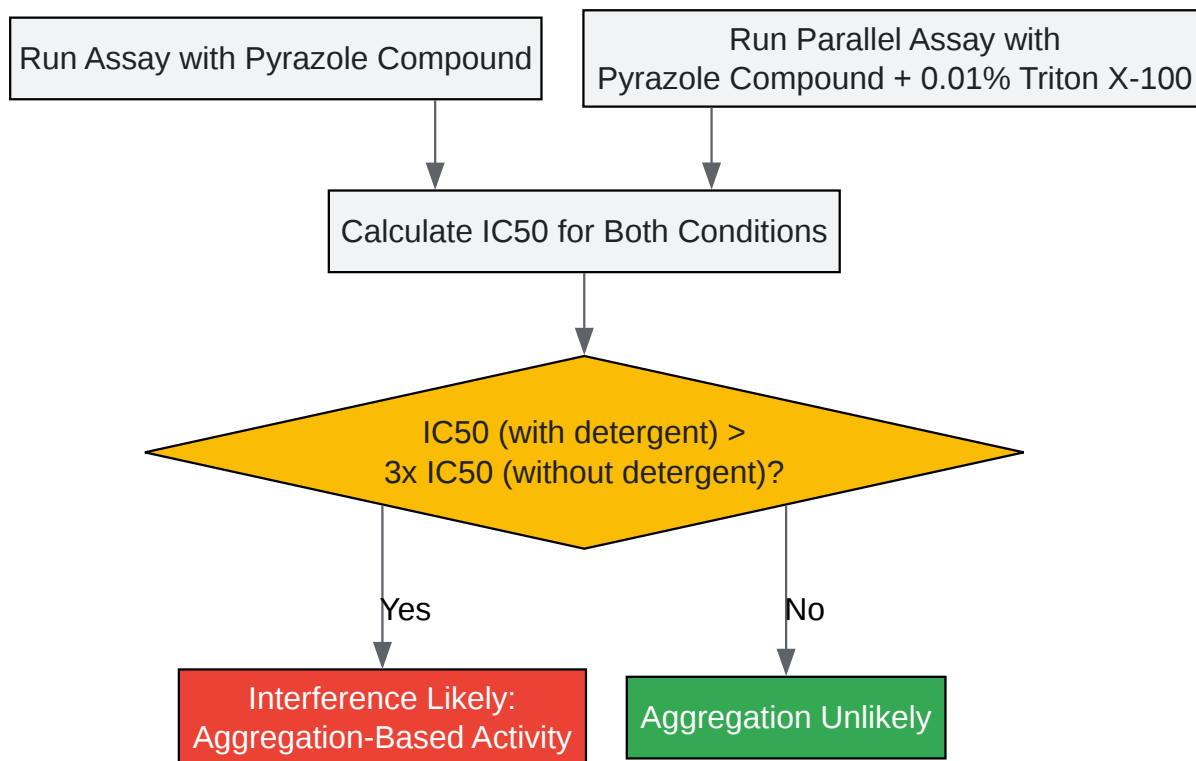 Run Assay with Pyrazole Compound
Run Parallel Assay with
Pyrazole Compound + 0.01% Triton X-100
Calculate IC50 for Both Conditions
IC50 (with detergent) >
3x IC50 (without detergent)?
Yes
No
Interference Likely:
Aggregation-Based Activity
Aggregation Unlikely